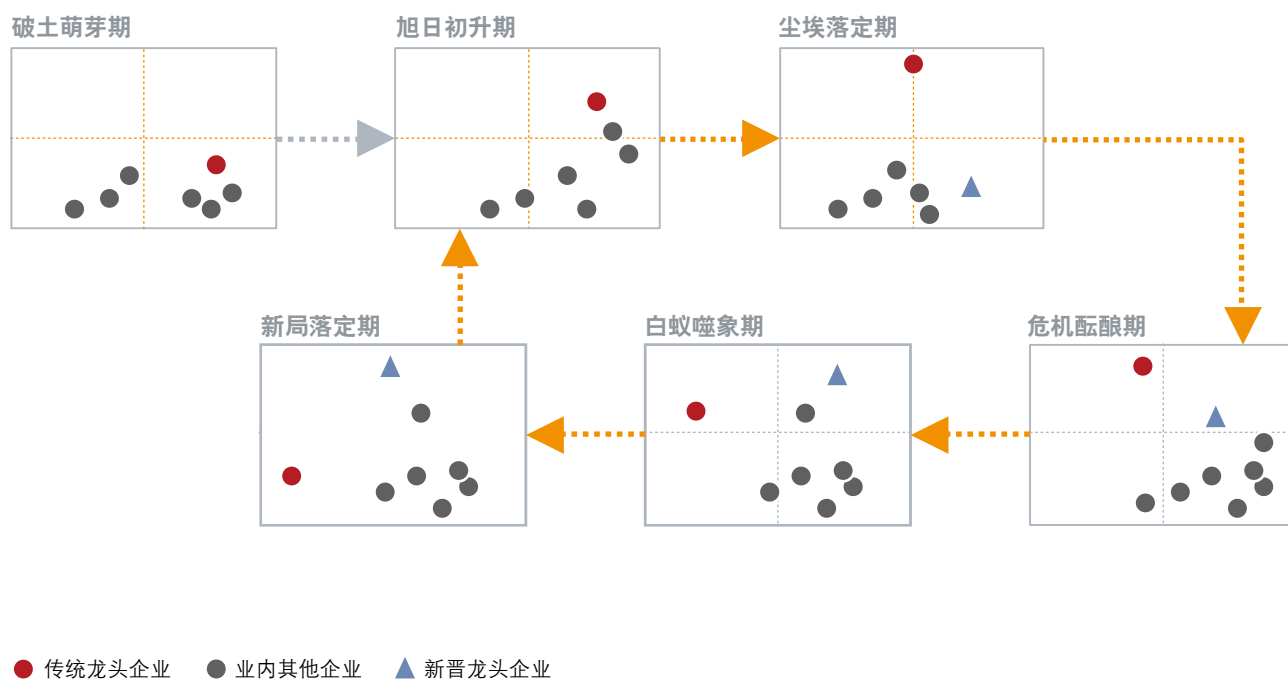 破土萌芽期
旭日初升期
尘埃落定期
新局落定期
白蚁噬象期
危机酝酿期
传统龙头企业
业内其他企业
新晋龙头企业